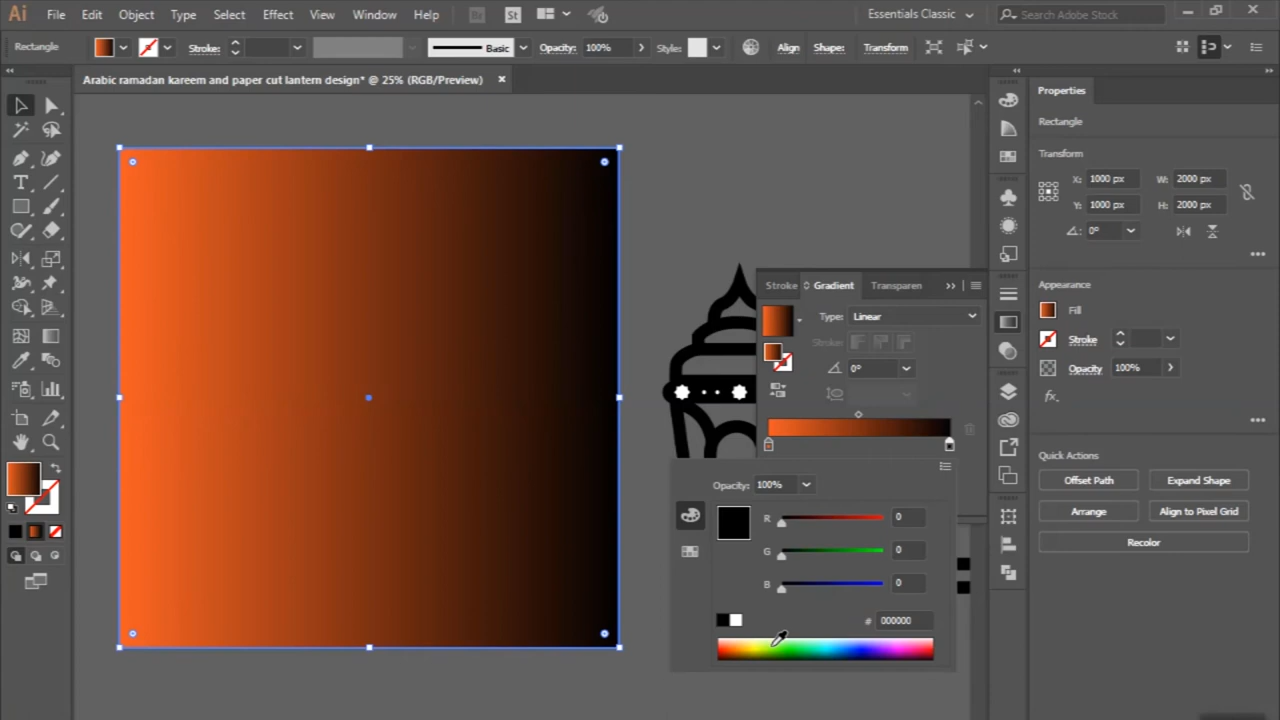 Ai File Edit Object Type Select Effect View Window Help Br St Essentials Classic Search Adobe Stock
Rectangle Stroke: Basic Opacity: 100% Style: Align Shape: Transform
Arabic ramadan kareem and paper cut lantern design* @ 25% (RGB/Preview)
Properties
Rectangle
Transform
X: 1000 px W: 2000 px
Y: 1000 px H: 2000 px
0°
Appearance
Fill
Stroke
Opacity 100%
fx.
Quick Actions
Offset Path Expand Shape
Arrange Align to Pixel Grid
Recolor
Stroke Gradient Transparen
Type: Linear
Stroke:
0°
Opacity: 100%
R 0
G 0
B 0
# 000000